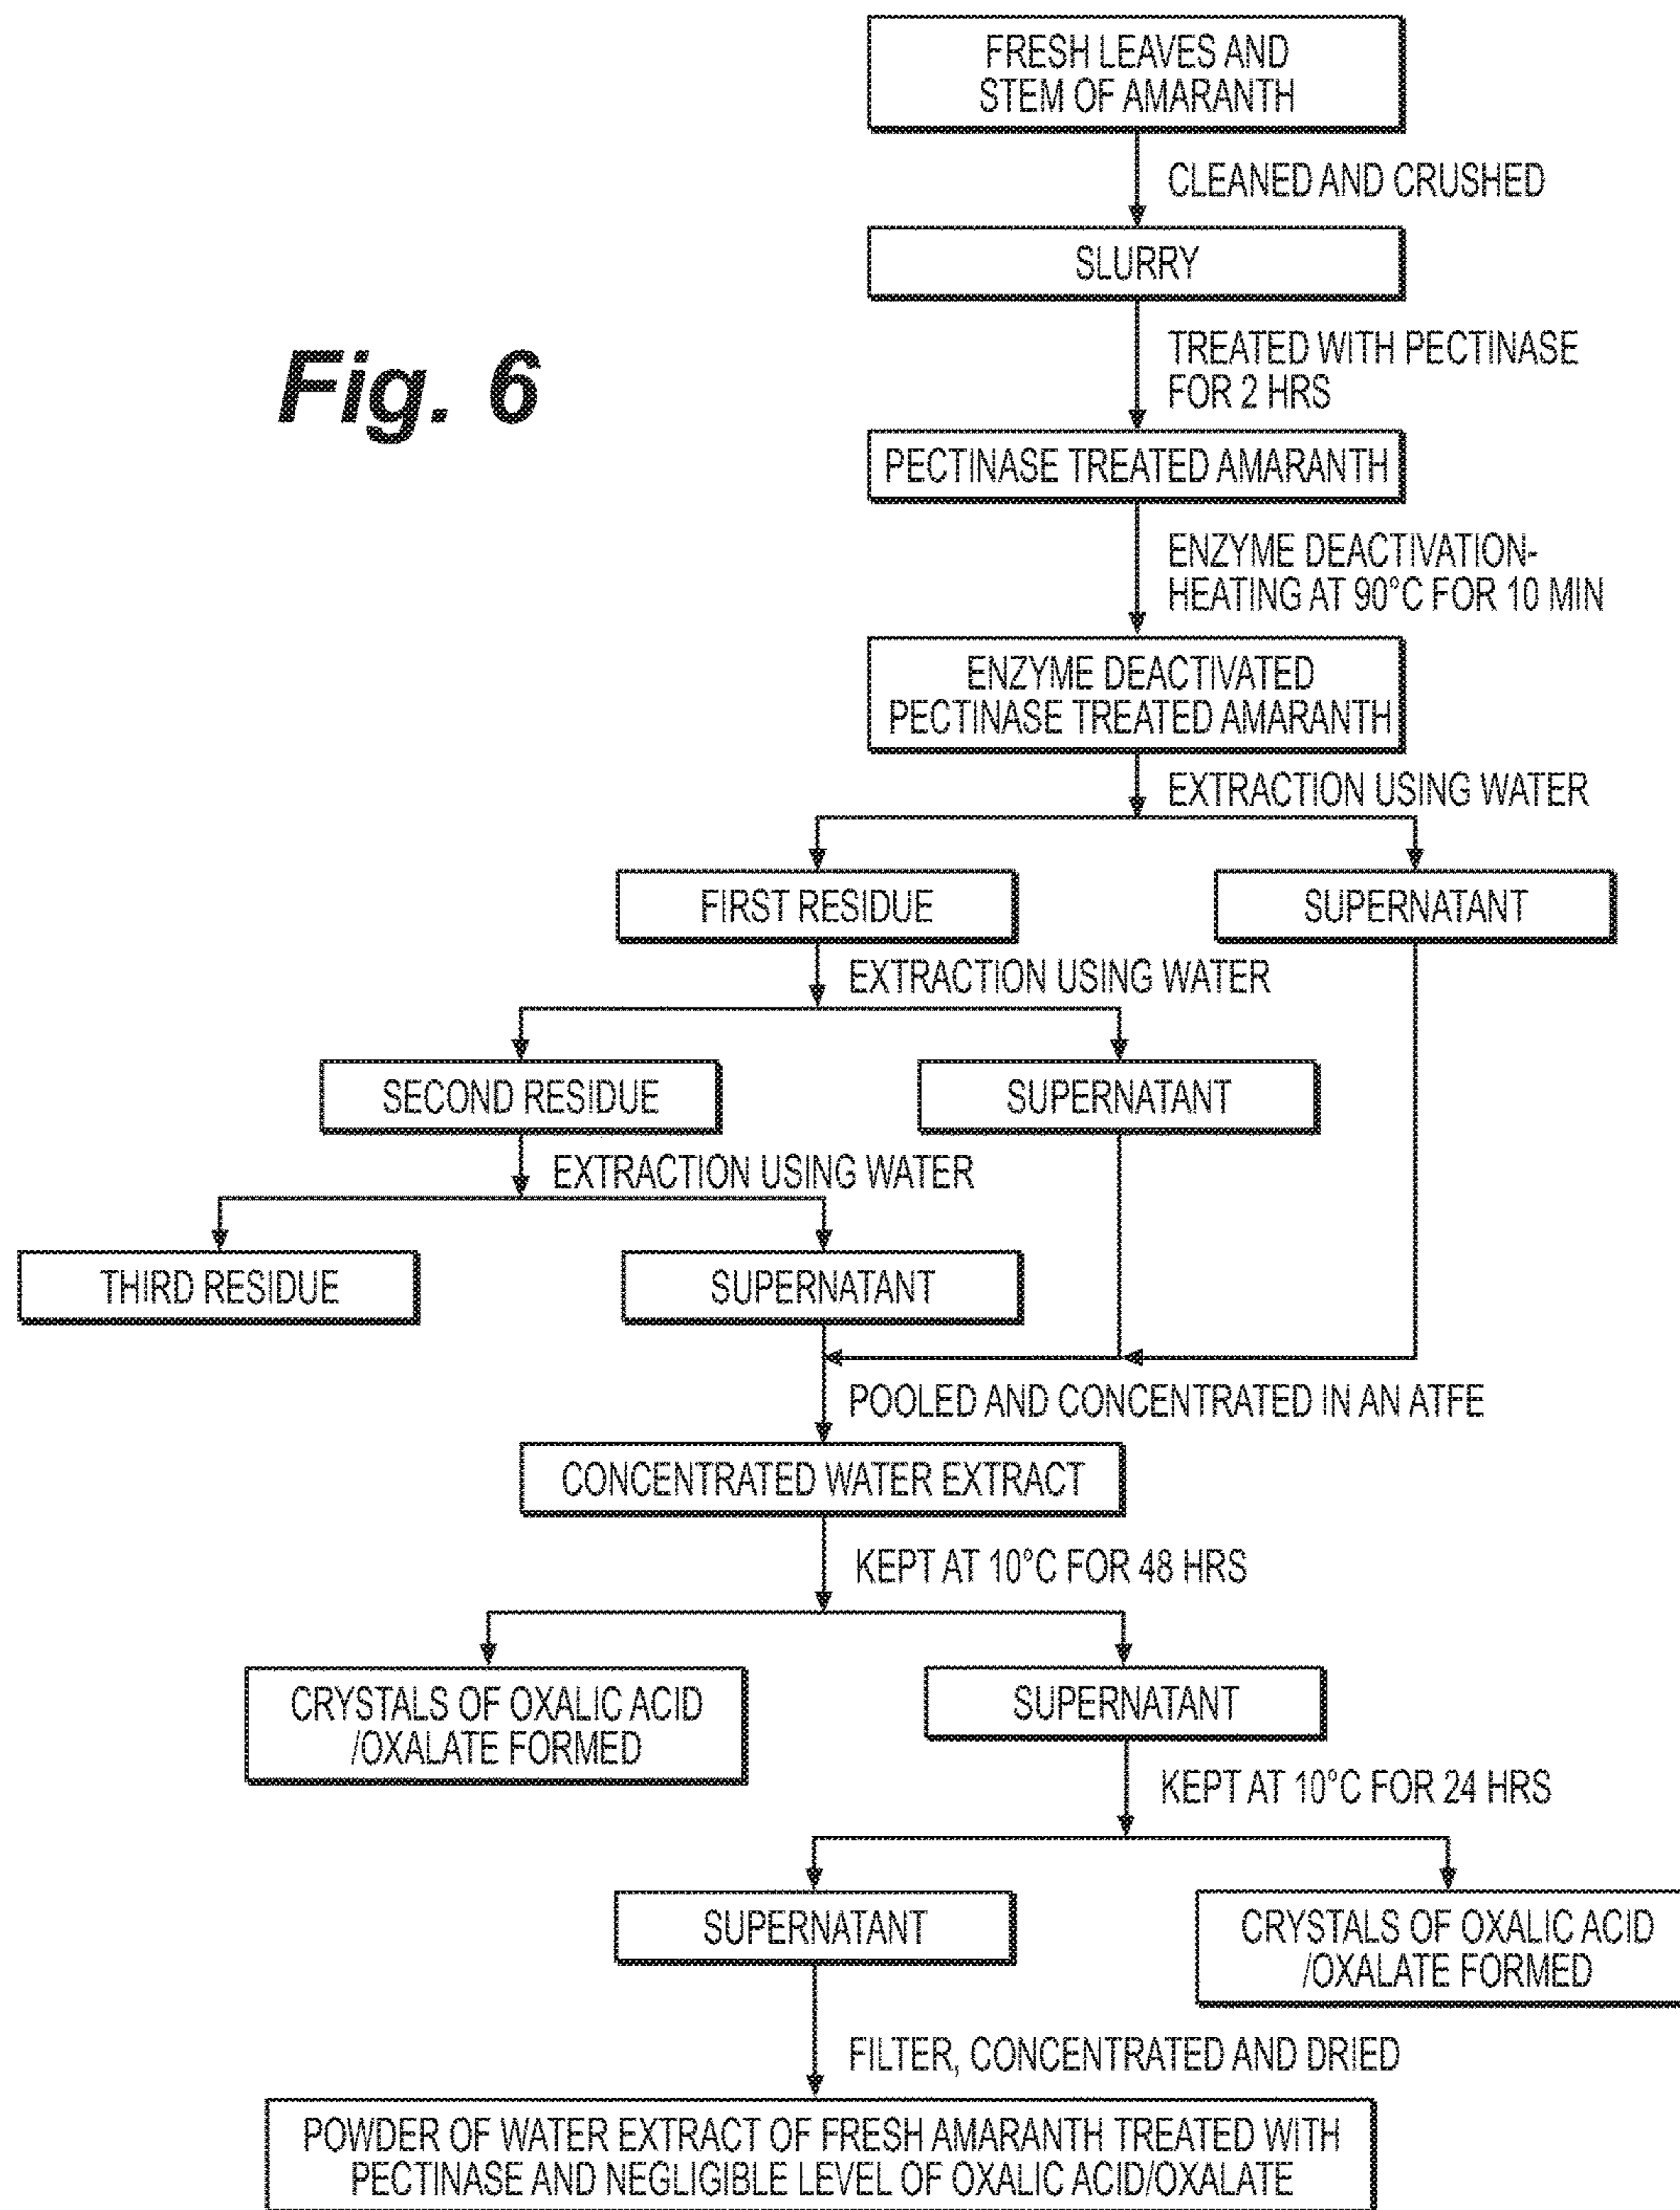 FRESH LEAVES AND
STEM OF AMARANTH
CLEANED AND CRUSHED
SLURRY
Fig. 6
TREATED WITH PECTINASE
FOR 2 HRS
PECTINASE TREATED AMARANTH
ENZYME DEACTIVATION-
HEATING AT 90°C FOR 10 MIN
ENZYME DEACTIVATED
PECTINASE TREATED AMARANTH
EXTRACTION USING WATER
FIRST RESIDUE
SUPERNATANT
EXTRACTION USING WATER
SECOND RESIDUE
SUPERNATANT
EXTRACTION USING WATER
THIRD RESIDUE
SUPERNATANT
POOLED AND CONCENTRATED IN AN ATFE
CONCENTRATED WATER EXTRACT
KEPT AT 10°C FOR 48 HRS
CRYSTALS OF OXALIC ACID
/OXALATE FORMED
SUPERNATANT
KEPT AT 10°C FOR 24 HRS
SUPERNATANT
CRYSTALS OF OXALIC ACID
/OXALATE FORMED
FILTER, CONCENTRATED AND DRIED
POWDER OF WATER EXTRACT OF FRESH AMARANTH TREATED WITH
PECTINASE AND NEGLIGIBLE LEVEL OF OXALIC ACID/OXALATE